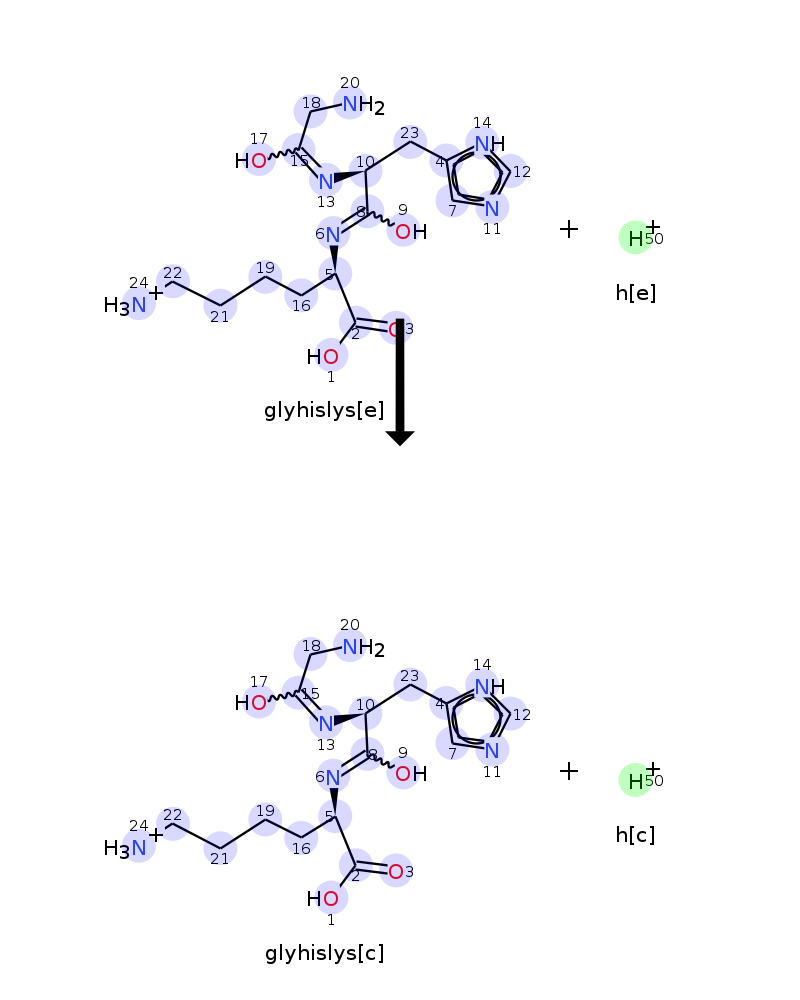 20
18 NH2
17 23 14
HO 15 10 4 NH 12
N
13
8 9 7 N
6 N OH 11
+ H+ 50
24 22 19 5
H3N+ 21 16 h[e]
2 O 3
HO
1
glyhislys[e]
20
18 NH2
17 23 14
HO 15 10 4 NH 12
N
13
8 9 7 N
6 N OH 11
+ H+ 50
24 22 19 5
H3N+ 21 16 h[c]
2 O 3
HO
1
glyhislys[c]